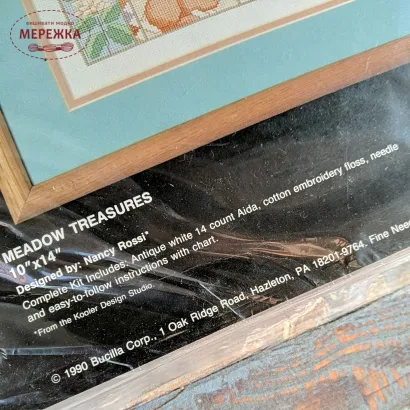 вишивати модно
МЕРЕЖКА
MEADOW TREASURES
10"x14"
Designed by: Nancy Rossi*
Complete Kit Includes: Antique white 14 count Aida, cotton embroidery floss, needle
and easy-to-follow instructions with chart.
*From the Kooler Design Studio.
© 1990 Bucilla Corp., 1 Oak Ridge Road, Hazleton, PA 18201-9764. Fine Need